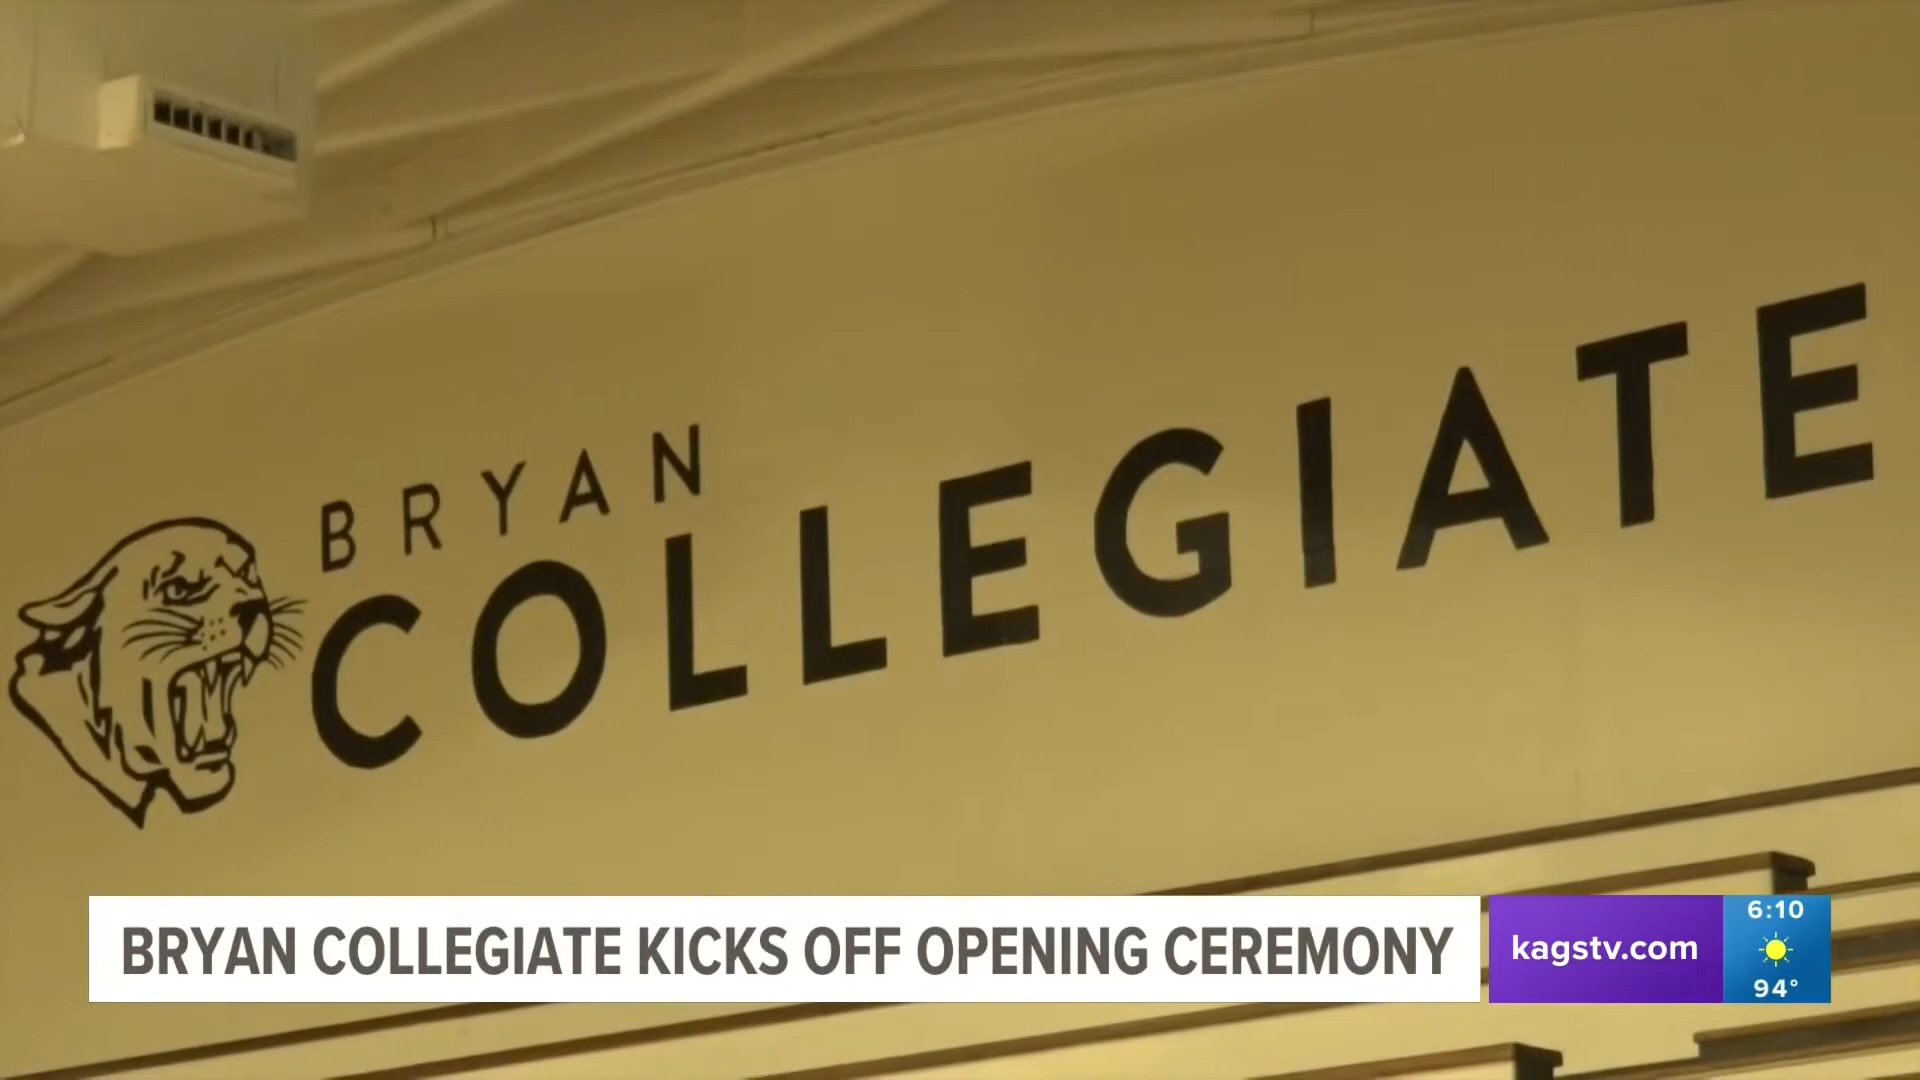 BRYAN
COLLEGIATE
BRYAN COLLEGIATE KICKS OFF OPENING CEREMONY
kagstv.com
6:10
94°